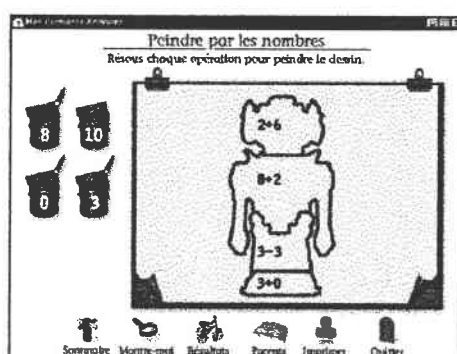 Peindre par les nombres
Résous chaque opération pour peindre le dessin.
8 10
0 3
2+6
8+2
3-3
3+0
Sommaire Montre-moi Résultats Parents Imprimer Quitter